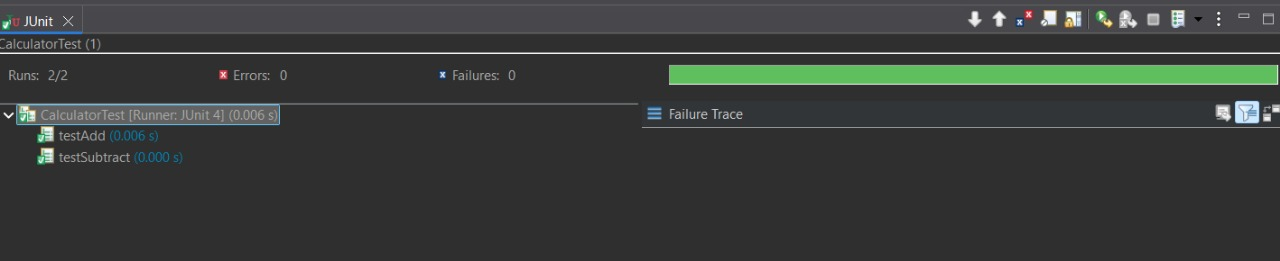 JUnit
CalculatorTest (1)
Runs: 2/2 Errors: 0 Failures: 0
CalculatorTest [Runner: JUnit 4] (0.006 s)
Failure Trace
testAdd (0.006 s)
testSubtract (0.000 s)